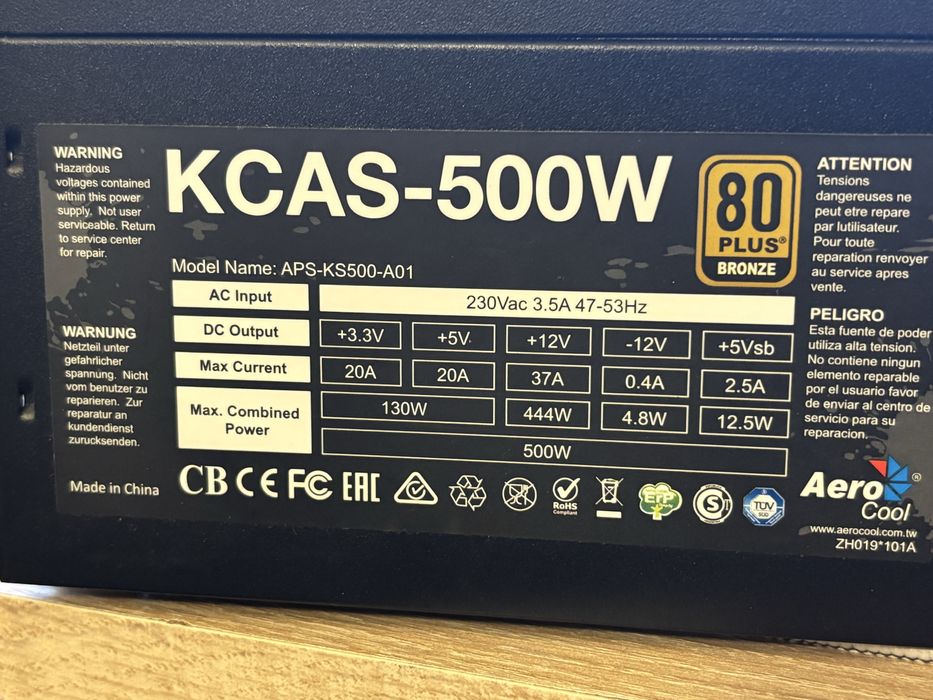 WARNING
Hazardous
voltages contained
within this power
supply. Not user
serviceable. Return
to service center
for repair.
WARNUNG
Netzteil unter
gefahrlicher
spannung. Nicht
vom benutzer zu
reparieren. Zur
reparatur an
kundendienst
zurucksenden.
Made in China
KCAS-500W
80
PLUS®
BRONZE
Model Name: APS-KS500-A01
AC Input 230Vac 3.5A 47-53Hz
DC Output +3.3V +5V +12V -12V +5Vsb
Max Current 20A 20A 37A 0.4A 2.5A
Max. Combined Power 130W 444W 4.8W 12.5W
500W
CB CE FC EAC
RoHS
Compliant
ErP
S
TÜV
SÜD
ATTENTION
Tensions
dangereuses ne
peut etre repare
par lutilisateur.
Pour toute
reparation renvoyer
au service apres
vente.
PELIGRO
Esta fuente de poder
utiliza alta tension.
No contiene ningun
elemento reparable
por el usuario favor
de enviar al centro de
servicio para su
reparacion.
Aero
Cool
®
www.aerocool.com.tw
ZH019*101A